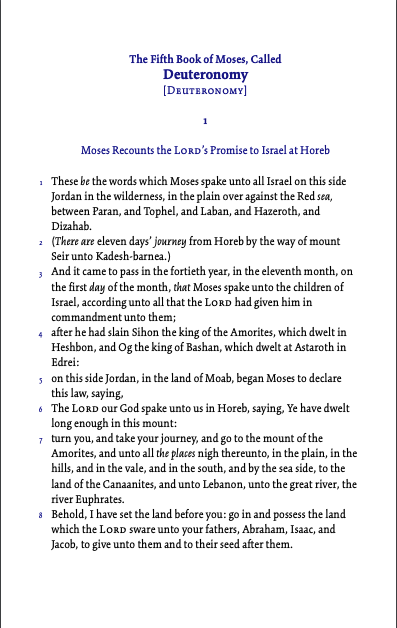 The Fifth Book of Moses, Called
Deuteronomy
[Deuteronomy]
1
Moses Recounts the Lord's Promise to Israel at Horeb
1 These be the words which Moses spake unto all Israel on this side
Jordan in the wilderness, in the plain over against the Red sea,
between Paran, and Tophel, and Laban, and Hazeroth, and
Dizahab.
2 (There are eleven days' journey from Horeb by the way of mount
Seir unto Kadesh-barnea.)
3 And it came to pass in the fortieth year, in the eleventh month, on
the first day of the month, that Moses spake unto the children of
Israel, according unto all that the Lord had given him in
commandment unto them;
4 after he had slain Sihon the king of the Amorites, which dwelt in
Heshbon, and Og the king of Bashan, which dwelt at Astaroth in
Edrei:
5 on this side Jordan, in the land of Moab, began Moses to declare
this law, saying,
6 The Lord our God spake unto us in Horeb, saying, Ye have dwelt
long enough in this mount:
7 turn you, and take your journey, and go to the mount of the
Amorites, and unto all the places nigh thereunto, in the plain, in the
hills, and in the vale, and in the south, and by the sea side, to the
land of the Canaanites, and unto Lebanon, unto the great river, the
river Euphrates.
8 Behold, I have set the land before you: go in and possess the land
which the Lord sware unto your fathers, Abraham, Isaac, and
Jacob, to give unto them and to their seed after them.